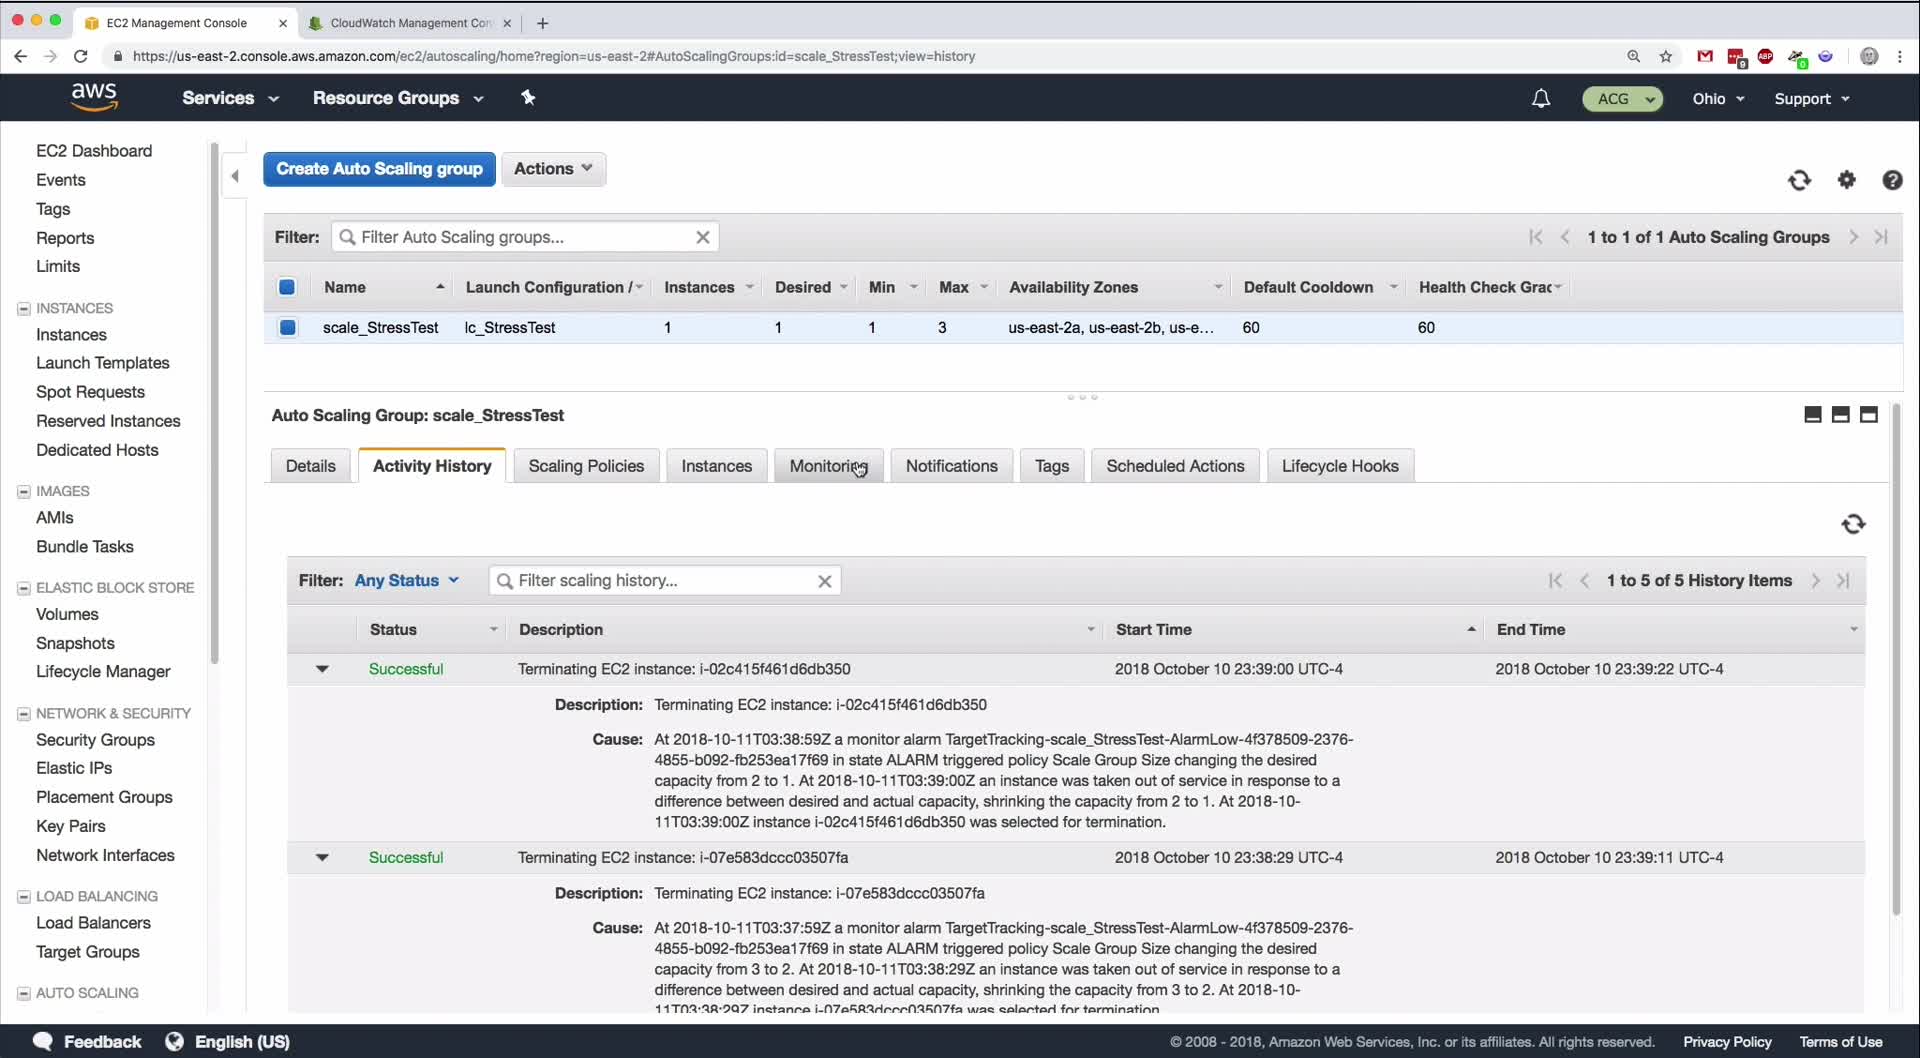 EC2 Management Console
CloudWatch Management Con
https://us-east-2.console.aws.amazon.com/ec2/autoscaling/home?region=us-east-2#AutoScalingGroups:id=scale_StressTest;view=history
9
ABP
0
aws
Services
Resource Groups
ACG
Ohio
Support
EC2 Dashboard
Events
Tags
Reports
Limits
INSTANCES
Instances
Launch Templates
Spot Requests
Reserved Instances
Dedicated Hosts
IMAGES
AMIs
Bundle Tasks
ELASTIC BLOCK STORE
Volumes
Snapshots
Lifecycle Manager
NETWORK & SECURITY
Security Groups
Elastic IPs
Placement Groups
Key Pairs
Network Interfaces
LOAD BALANCING
Load Balancers
Target Groups
AUTO SCALING
Create Auto Scaling group
Actions
Filter: Filter Auto Scaling groups...
1 to 1 of 1 Auto Scaling Groups
Name Launch Configuration / Instances Desired Min Max Availability Zones Default Cooldown Health Check Grac
scale_StressTest lc_StressTest 1 1 1 3 us-east-2a, us-east-2b, us-e... 60 60
Auto Scaling Group: scale_StressTest
Details Activity History Scaling Policies Instances Monitoring Notifications Tags Scheduled Actions Lifecycle Hooks
Filter: Any Status Filter scaling history...
1 to 5 of 5 History Items
Status Description Start Time End Time
Successful Terminating EC2 instance: i-02c415f461d6db350 2018 October 10 23:39:00 UTC-4 2018 October 10 23:39:22 UTC-4
Description: Terminating EC2 instance: i-02c415f461d6db350
Cause: At 2018-10-11T03:38:59Z a monitor alarm TargetTracking-scale_StressTest-AlarmLow-4f378509-2376-
4855-b092-fb253ea17f69 in state ALARM triggered policy Scale Group Size changing the desired
capacity from 2 to 1. At 2018-10-11T03:39:00Z an instance was taken out of service in response to a
difference between desired and actual capacity, shrinking the capacity from 2 to 1. At 2018-10-
11T03:39:00Z instance i-02c415f461d6db350 was selected for termination.
Successful Terminating EC2 instance: i-07e583dccc03507fa 2018 October 10 23:38:29 UTC-4 2018 October 10 23:39:11 UTC-4
Description: Terminating EC2 instance: i-07e583dccc03507fa
Cause: At 2018-10-11T03:37:59Z a monitor alarm TargetTracking-scale_StressTest-AlarmLow-4f378509-2376-
4855-b092-fb253ea17f69 in state ALARM triggered policy Scale Group Size changing the desired
capacity from 3 to 2. At 2018-10-11T03:38:29Z an instance was taken out of service in response to a
difference between desired and actual capacity, shrinking the capacity from 3 to 2. At 2018-10-
11T03:38:29Z instance i-07e583dccc03507fa was selected for termination.
Feedback
English (US)
© 2008 - 2018, Amazon Web Services, Inc. or its affiliates. All rights reserved.
Privacy Policy
Terms of Use